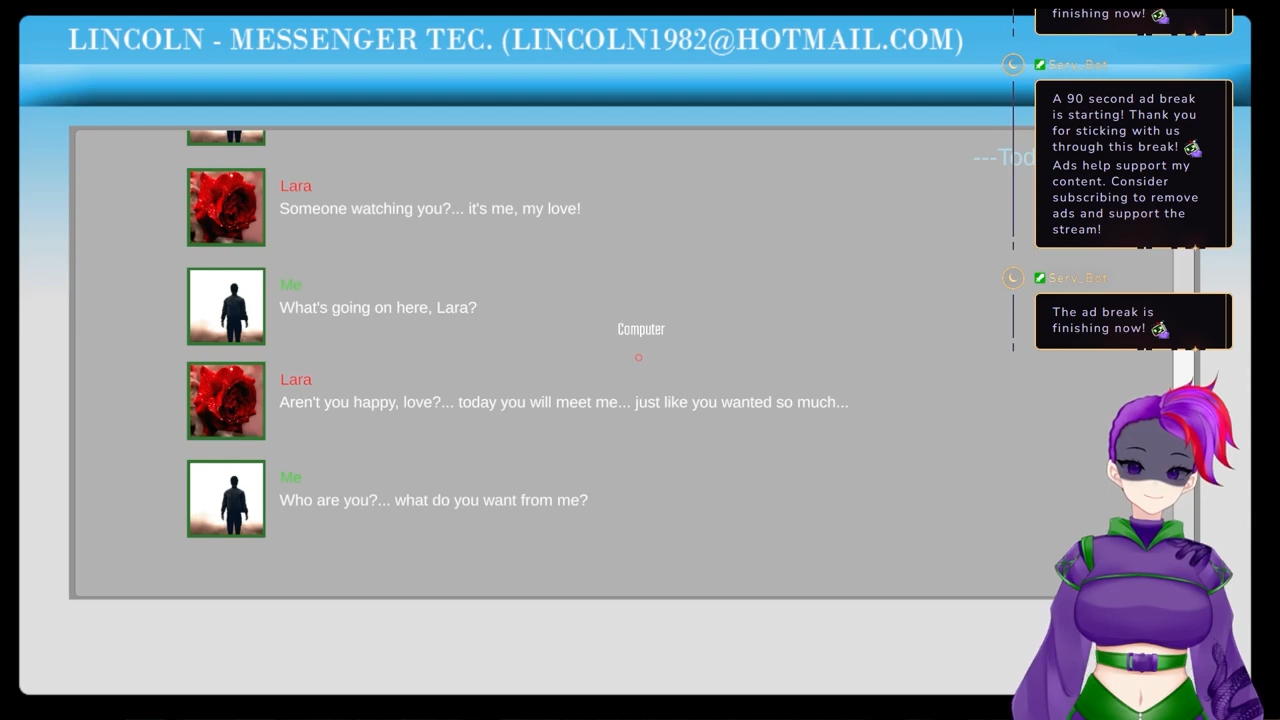 LINCOLN - MESSENGER TEC. (LINCOLN1982@HOTMAIL.COM)
---Tod
Lara
Someone watching you?... it's me, my love!
Me
What's going on here, Lara?
Computer
Lara
Aren't you happy, love?... today you will meet me... just like you wanted so much...
Me
Who are you?... what do you want from me?
finishing now!
Serv_Bot
A 90 second ad break
is starting! Thank you
for sticking with us
through this break!
Ads help support my
content. Consider
subscribing to remove
ads and support the
stream!
Serv_Bot
The ad break is
finishing now!